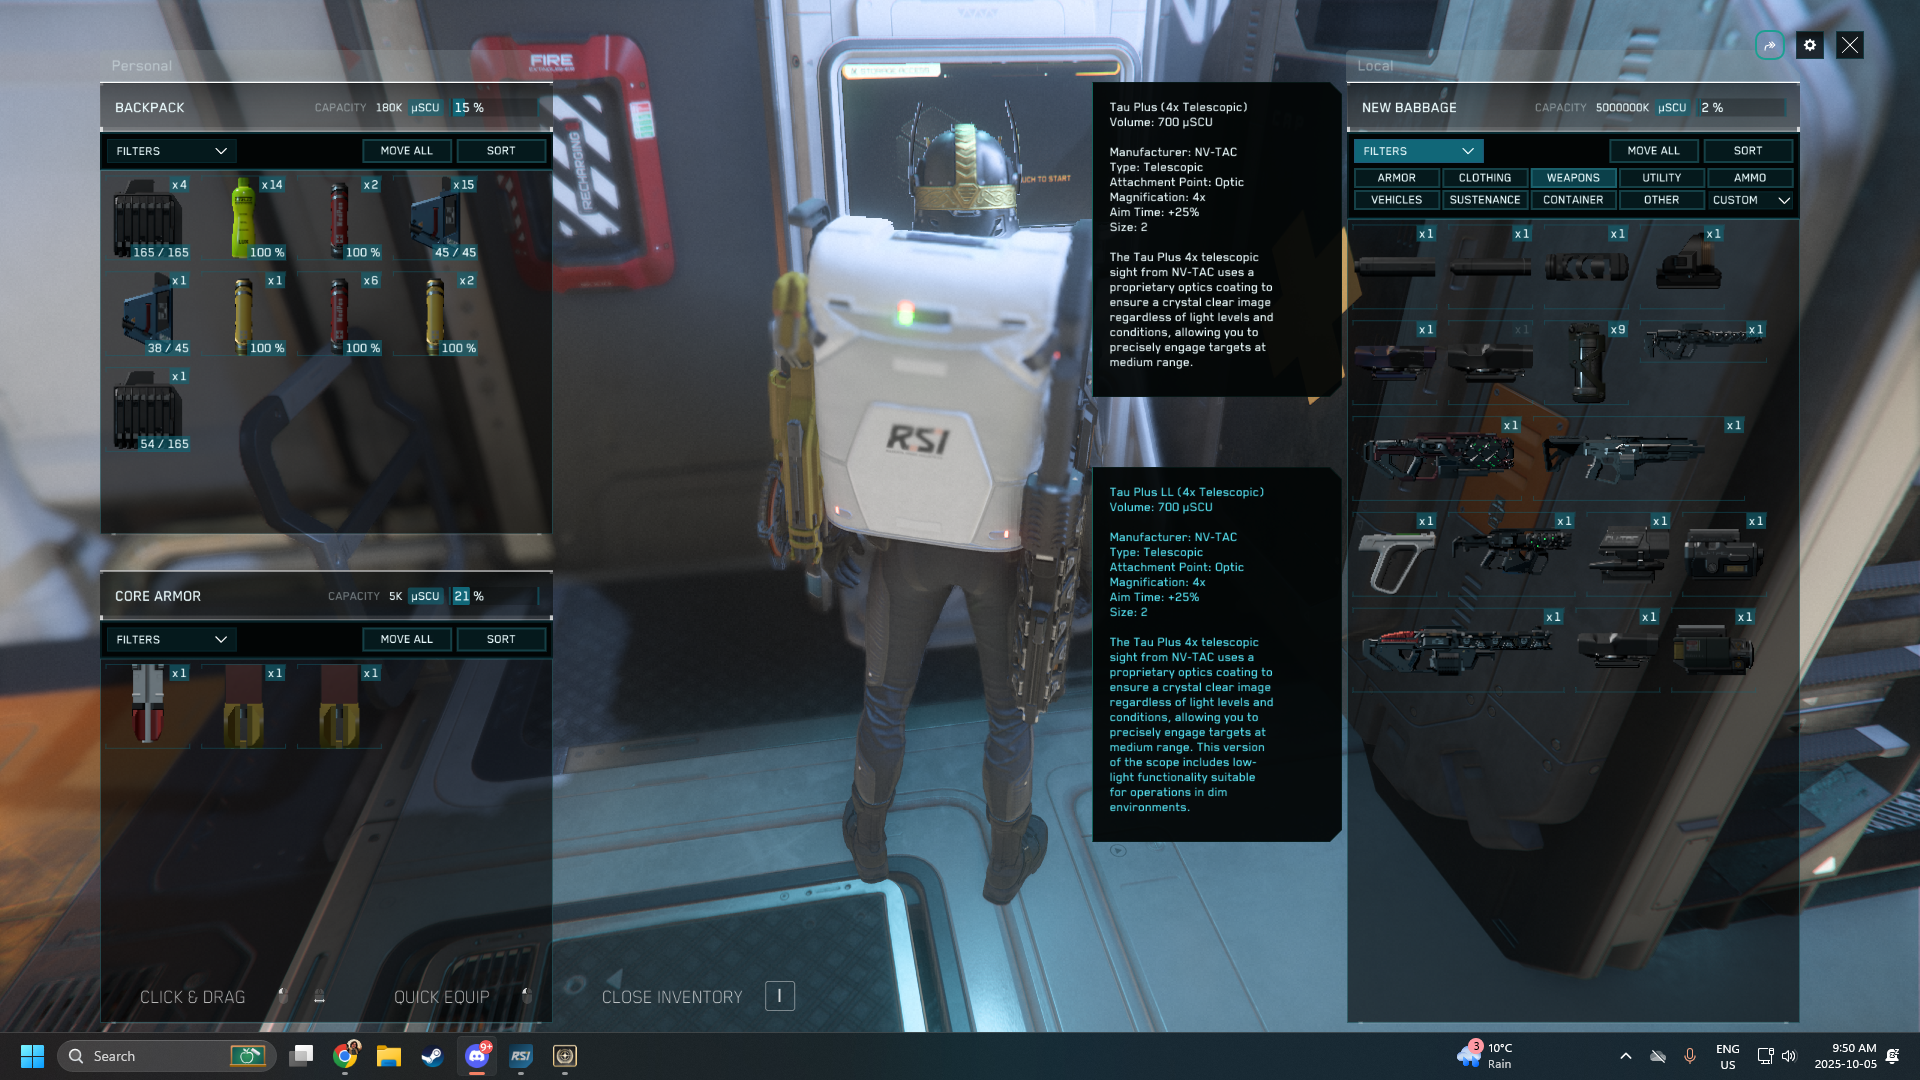 Personal
BACKPACK
CAPACITY 180K µSCU 15 %
FILTERS
MOVE ALL
SORT
x4
165 / 165
x14
100 %
x2
100 %
x15
45 / 45
x1
38 / 45
x1
100 %
x6
100 %
x2
100 %
x1
54 / 165
CORE ARMOR
CAPACITY 5K µSCU 21 %
FILTERS
MOVE ALL
SORT
x1
x1
x1
CLICK & DRAG
QUICK EQUIP
CLOSE INVENTORY
I
FIRE
EXTINGUISHER
RECHARGING
UCH TO START
RSI
Tau Plus (4x Telescopic)
Volume: 700 µSCU
Manufacturer: NV-TAC
Type: Telescopic
Attachment Point: Optic
Magnification: 4x
Aim Time: +25%
Size: 2
The Tau Plus 4x telescopic
sight from NV-TAC uses a
proprietary optics coating to
ensure a crystal clear image
regardless of light levels and
conditions, allowing you to
precisely engage targets at
medium range.
Tau Plus LL (4x Telescopic)
Volume: 700 µSCU
Manufacturer: NV-TAC
Type: Telescopic
Attachment Point: Optic
Magnification: 4x
Aim Time: +25%
Size: 2
The Tau Plus 4x telescopic
sight from NV-TAC uses a
proprietary optics coating to
ensure a crystal clear image
regardless of light levels and
conditions, allowing you to
precisely engage targets at
medium range. This version
of the scope includes low-
light functionality suitable
for operations in dim
environments.
Local
NEW BABBAGE
CAPACITY 5000000K µSCU 2 %
FILTERS
MOVE ALL
SORT
ARMOR
CLOTHING
WEAPONS
UTILITY
AMMO
VEHICLES
SUSTENANCE
CONTAINER
OTHER
CUSTOM
x1
x1
x1
x1
x1
x1
x9
x1
x1
x1
x1
x1
x1
x1
x1
x1
x1
Search
9+
RSI
3
10°C
Rain
ENG
US
9:50 AM
2025-10-05